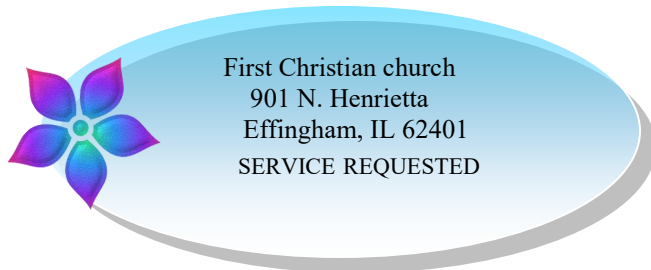 First Christian church
901 N. Henrietta
Effingham, IL 62401
SERVICE REQUESTED